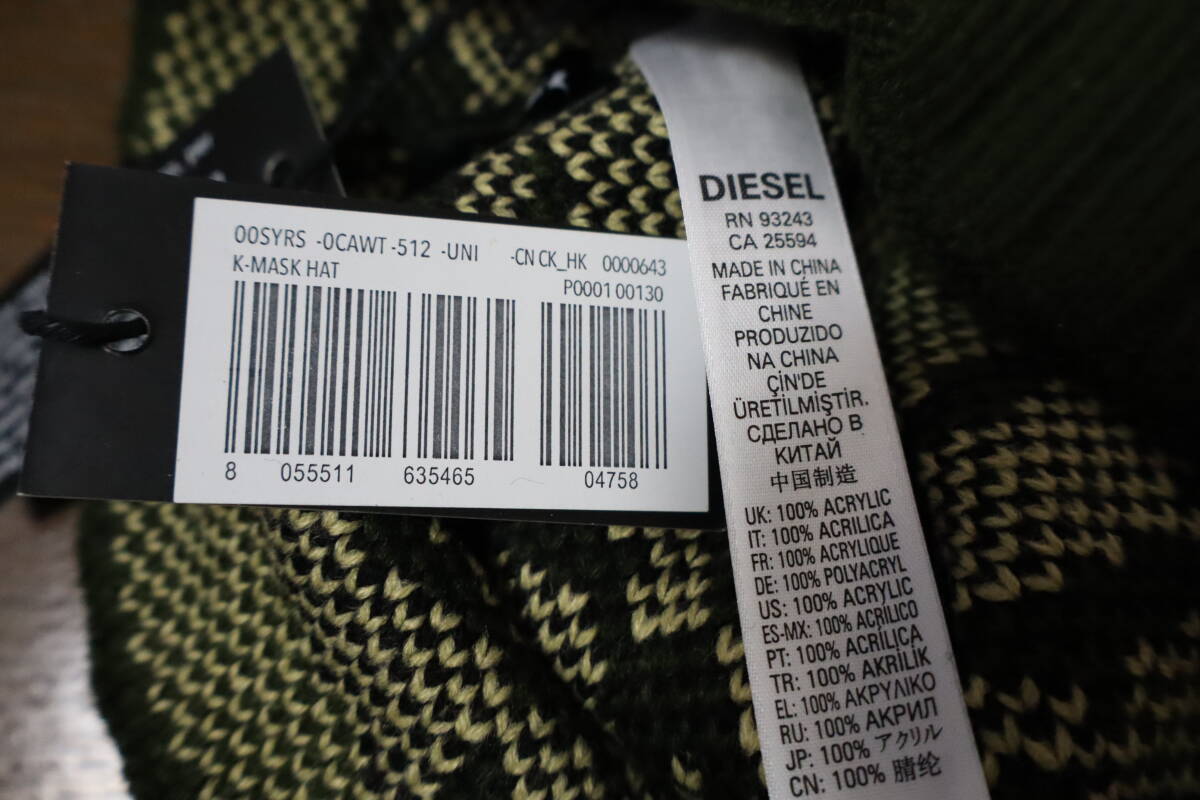 00SYRS -0CAWT -512 -UNI -CN CK_HK 0000643
K-MASK HAT P0001 00130
8 055511 635465 04758
DIESEL
RN 93243
CA 25594
MADE IN CHINA
FABRIQUÉ EN
CHINE
PRODUZIDO
NA CHINA
ÇİN'DE
ÜRETİLMİŞTİR.
СДЕЛАНО В
КИТАЙ
中国制造
UK: 100% ACRYLIC
IT: 100% ACRILICA
FR: 100% ACRYLIQUE
DE: 100% POLYACRYL
US: 100% ACRYLIC
ES-MX: 100% ACRÍLICO
PT: 100% ACRÍLICA
TR: 100% AKRİLİK
EL: 100% ΑΚΡΥΛΙΚΟ
RU: 100% АКРИЛ
JP: 100% アクリル
CN: 100% 腈纶